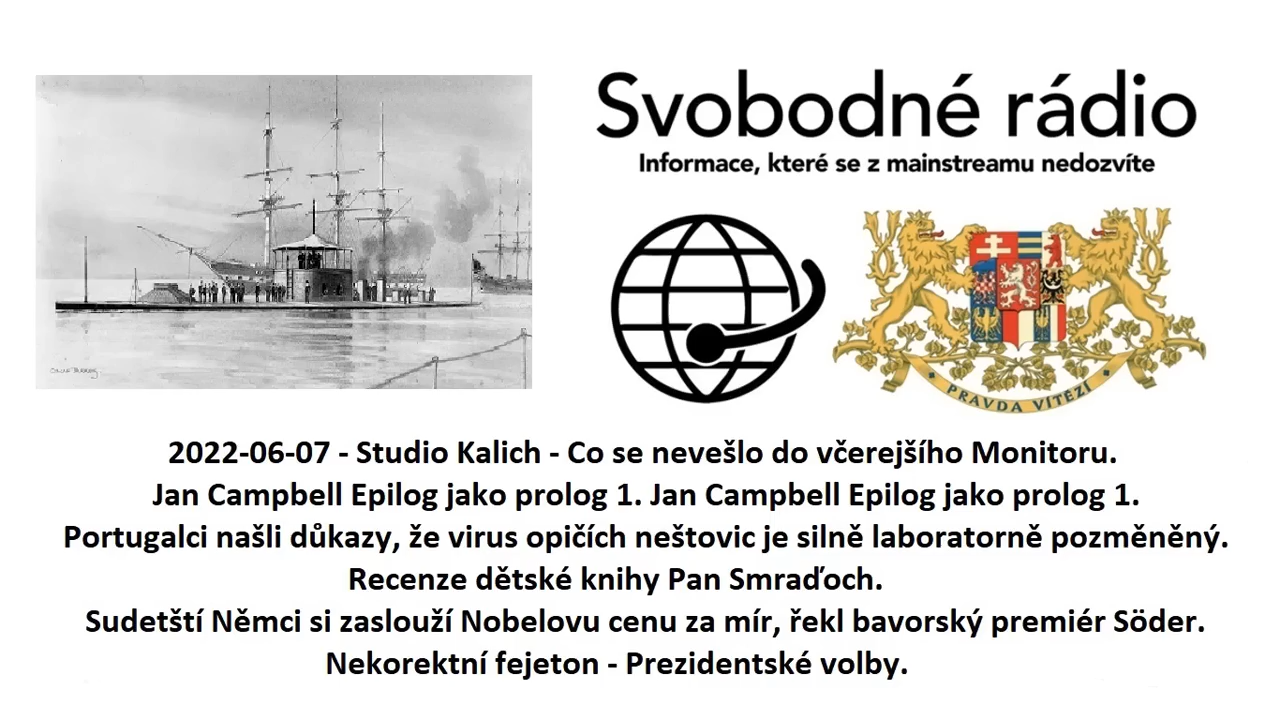 Svobodné rádio
Informace, které se z mainstreamu nedozvíte
PRAVDA VÍTĚZÍ
2022-06-07 - Studio Kalich - Co se nevešlo do včerejšího Monitoru.
Jan Campbell Epilog jako prolog 1. Jan Campbell Epilog jako prolog 1.
Portugalci našli důkazy, že virus opičích neštovic je silně laboratorně pozměněný.
Recenze dětské knihy Pan Smraďoch.
Sudetští Němci si zaslouží Nobelovu cenu za mír, řekl bavorský premiér Söder.
Nekorektní fejeton - Prezidentské volby.